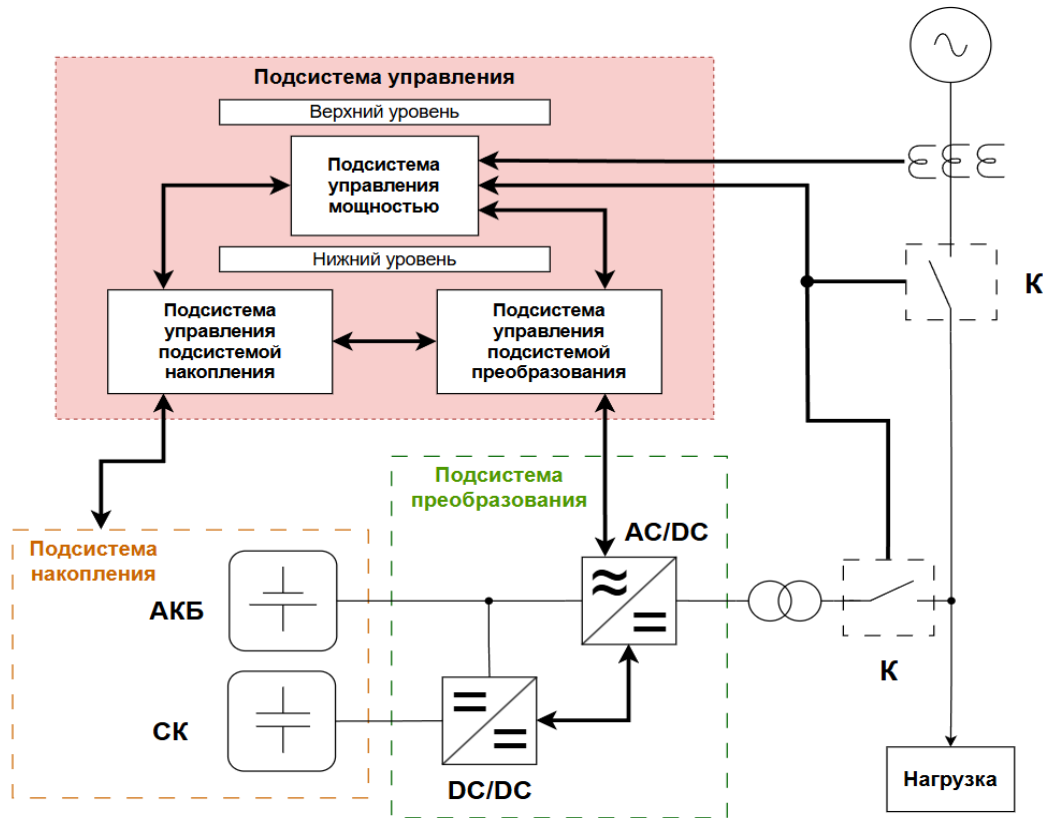 Подсистема управления
Верхний уровень
Подсистема
управления
мощностью
Нижний уровень
К
Подсистема
управления
подсистемой
накопления
Подсистема
управления
подсистемой
преобразования
Подсистема
преобразования
Подсистема
накопления
AC/DC
АКБ
К
СК
DC/DC
Нагрузка